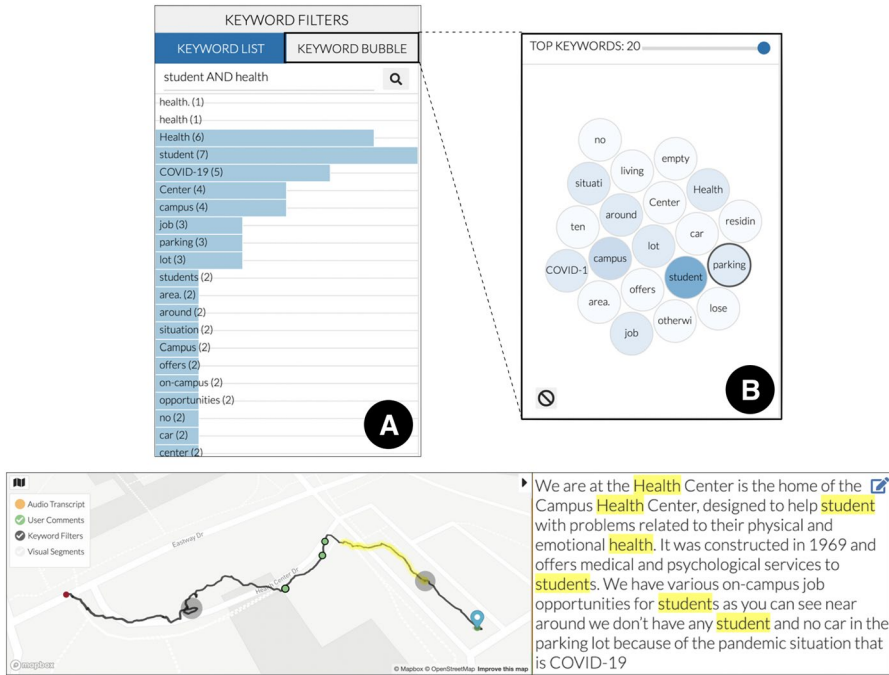 KEYWORD FILTERS
KEYWORD LIST
KEYWORD BUBBLE
student AND health
health. (1)
health (1)
Health (6)
student (7)
COVID-19 (5)
Center (4)
campus (4)
job (3)
parking (3)
lot (3)
students (2)
area. (2)
around (2)
situation (2)
Campus (2)
offers (2)
on-campus (2)
opportunities (2)
no (2)
car (2)
center (2)
A
TOP KEYWORDS: 20
no
empty
living
situati
Health
Center
around
residin
ten
car
lot
campus
parking
COVID-1
student
offers
area.
lose
otherwi
job
B
Audio Transcript
User Comments
Keyword Filters
Visual Segments
Eastway Dr
Health Center Dr
mapbox
© Mapbox © OpenStreetMap Improve this map
We are at the Health Center is the home of the
Campus Health Center, designed to help student
with problems related to their physical and
emotional health. It was constructed in 1969 and
offers medical and psychological services to
students. We have various on-campus job
opportunities for students as you can see near
around we don't have any student and no car in the
parking lot because of the pandemic situation that
is COVID-19